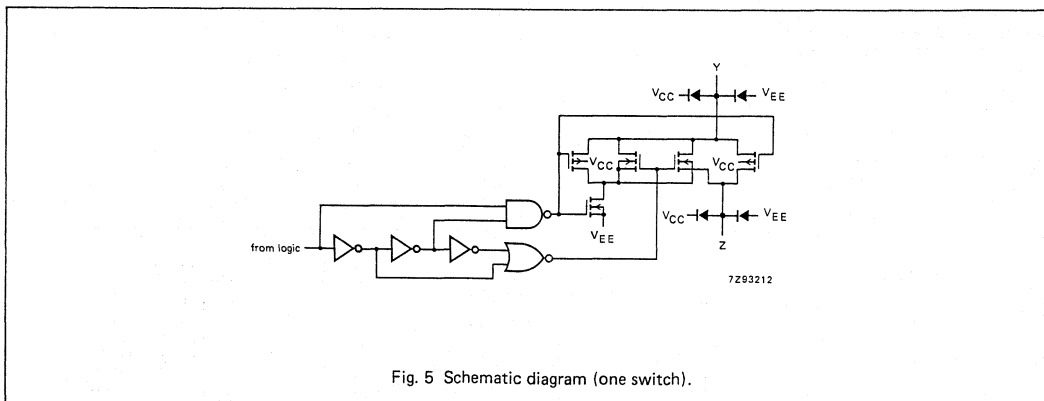 Y
VCC VEE
VCC VCC
VEE
VCC VEE
from logic
Z
7Z93212
Fig. 5 Schematic diagram (one switch).